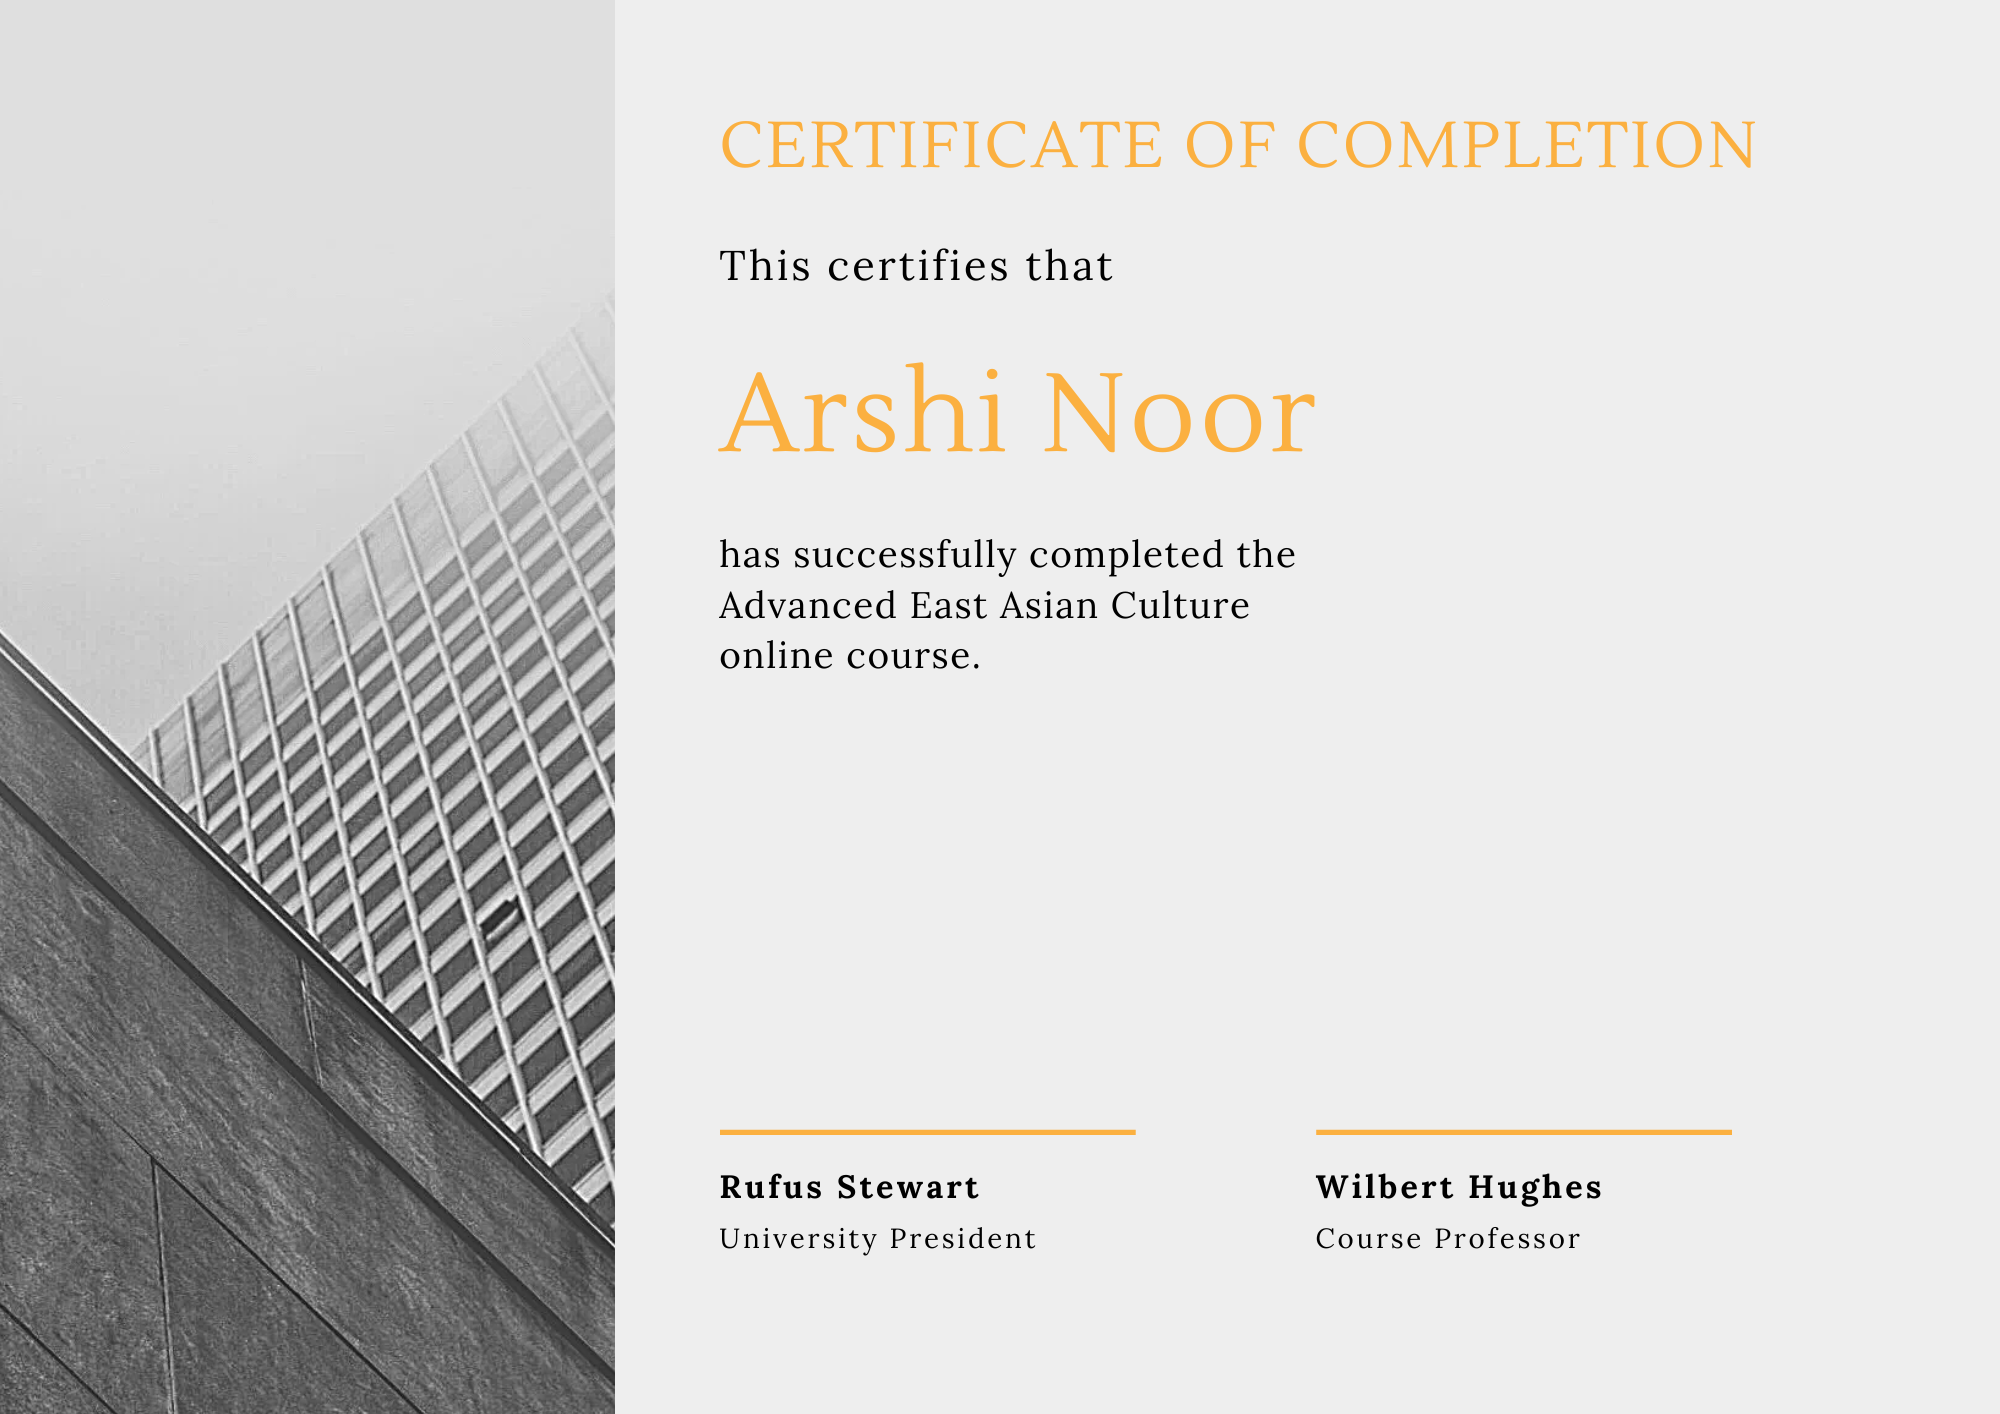 CERTIFICATE OF COMPLETION
This certifies that
Arshi Noor
has successfully completed the
Advanced East Asian Culture
online course.
Rufus Stewart
University President
Wilbert Hughes
Course Professor